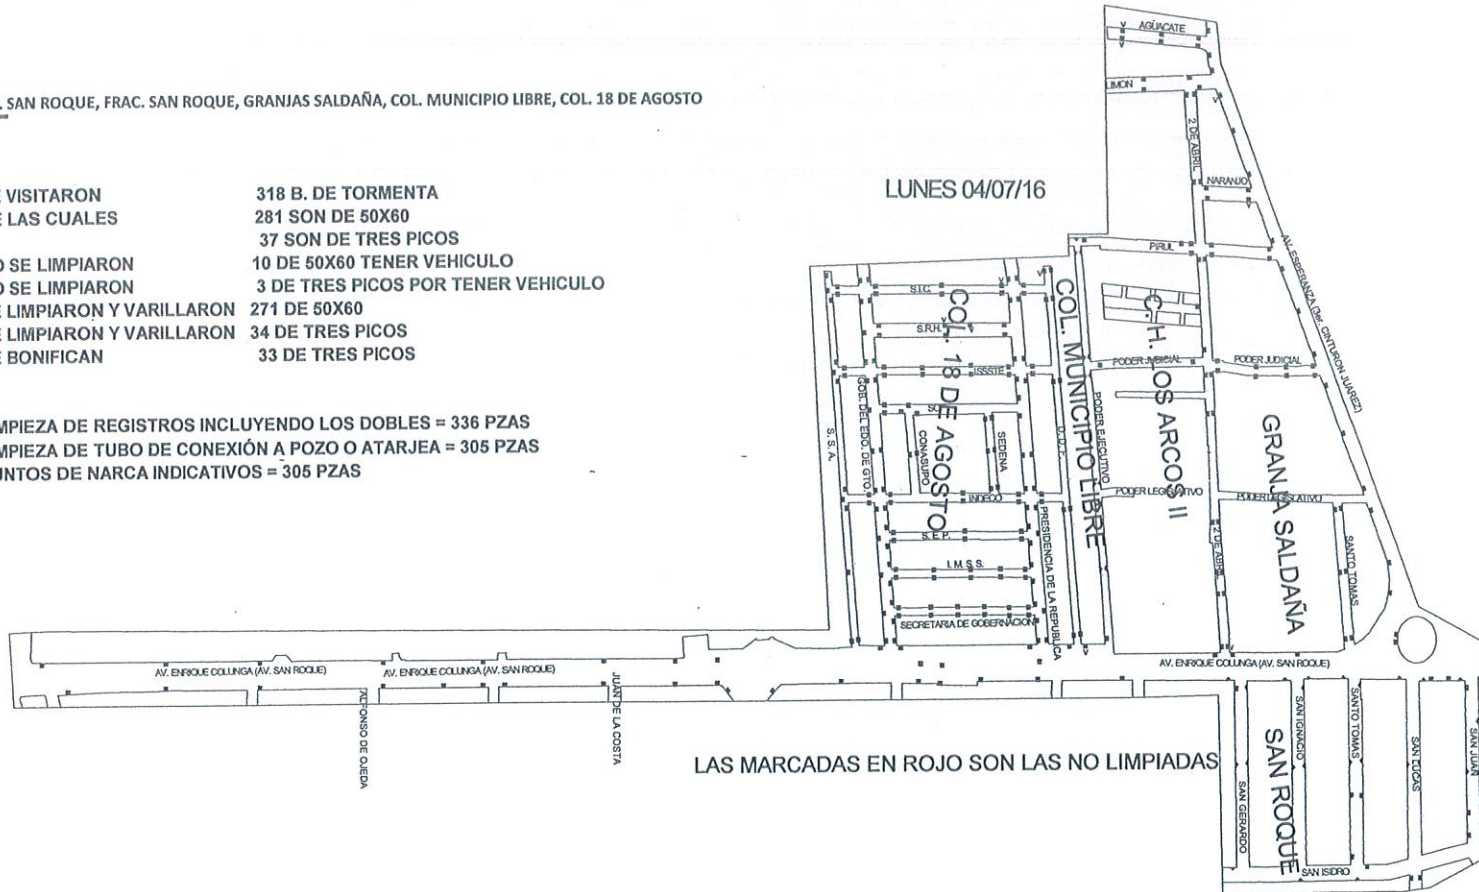 . SAN ROQUE, FRAC. SAN ROQUE, GRANJAS SALDAÑA, COL. MUNICIPIO LIBRE, COL. 18 DE AGOSTO
LUNES 04/07/16
E VISITARON 318 B. DE TORMENTA
E LAS CUALES 281 SON DE 50X60
37 SON DE TRES PICOS
O SE LIMPIARON 10 DE 50X60 TENER VEHICULO
O SE LIMPIARON 3 DE TRES PICOS POR TENER VEHICULO
E LIMPIARON Y VARILLARON 271 DE 50X60
E LIMPIARON Y VARILLARON 34 DE TRES PICOS
E BONIFICAN 33 DE TRES PICOS
MPIEZA DE REGISTROS INCLUYENDO LOS DOBLES = 336 PZAS
MPIEZA DE TUBO DE CONEXIÓN A POZO O ATARJEA = 305 PZAS
UNTOS DE NARCA INDICATIVOS = 305 PZAS
AGUACATE
LIMON
2 DE ABRIL
NARANJO
PIRUL
AV. ESPERANZA (3er. CINTURON JUAREZ)
S.I.C.
S.R.H.
ISSSTE
COL. 18 DE AGOSTO
COL. MUNICIPIO LIBRE
C. H. LOS ARCOS II
GRANJA SALDAÑA
PODER JUDICIAL
PODER JUDICIAL
S. S. A.
GOB. DEL EDO. DE GTO.
CONASUPO
SEDENA
D.D.F.
PODER EJECUTIVO
INDECO
PODER LEGISLATIVO
PODER LEGISLATIVO
S.E.P.
I.M.S.S.
PRESIDENCIA DE LA REPUBLICA
2 DE ABRIL
SANTO TOMAS
SECRETARIA DE GOBERNACION
AV. ENRIQUE COLUNGA (AV. SAN ROQUE)
AV. ENRIQUE COLUNGA (AV. SAN ROQUE)
AV. ENRIQUE COLUNGA (AV. SAN ROQUE)
ALFONSO DE OJEDA
JUAN DE LA COSTA
LAS MARCADAS EN ROJO SON LAS NO LIMPIADAS
SAN GERARDO
SAN ROQUE
SAN IGNACIO
SANTO TOMAS
SAN LUCAS
SAN JUAN
SAN ISIDRO